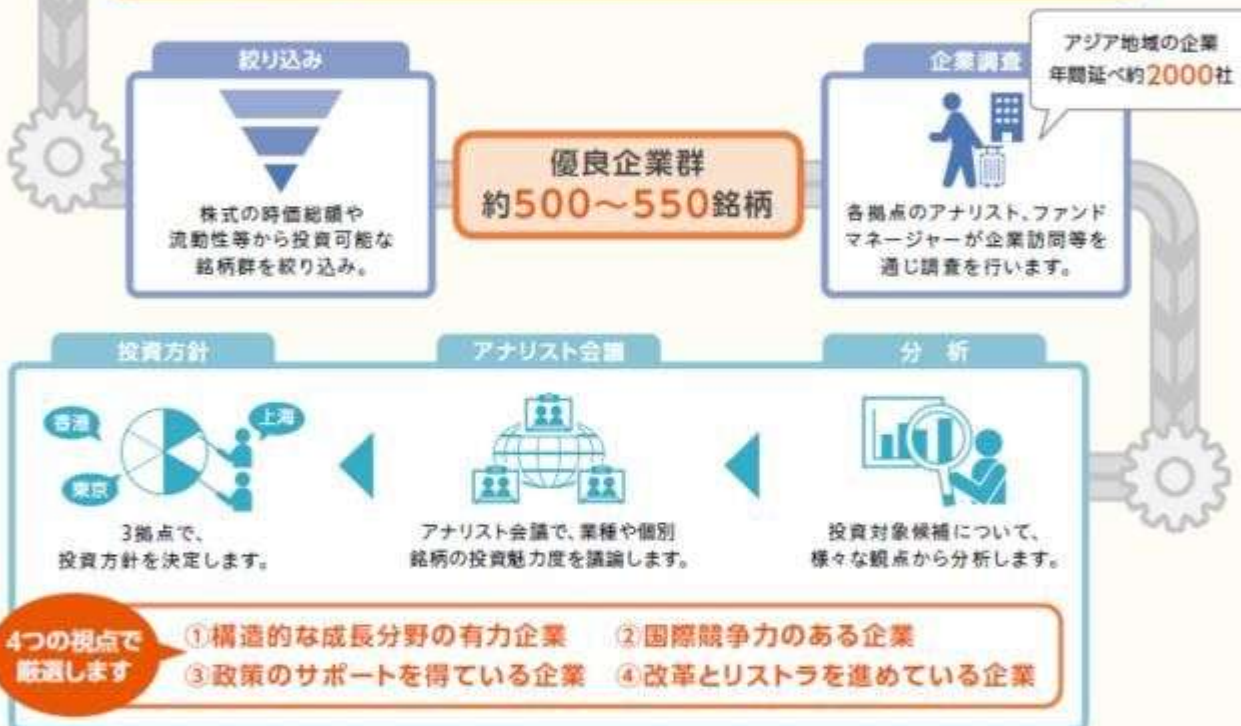 絞り込み
株式の時価総額や
流動性等から投資可能な
銘柄群を絞り込み。
優良企業群
約500〜550銘柄
企業調査
アジア地域の企業
年間延べ約2000社
各拠点のアナリスト、ファンド
マネージャーが企業訪問等を
通じ調査を行います。
分 析
投資対象候補について、
様々な観点から分析します。
アナリスト会議
アナリスト会議で、業種や個別
銘柄の投資魅力度を議論します。
投資方針
香港
上海
東京
3拠点で、
投資方針を決定します。
4つの視点で
厳選します
①構造的な成長分野の有力企業 ②国際競争力のある企業
③政策のサポートを得ている企業 ④改革とリストラを進めている企業